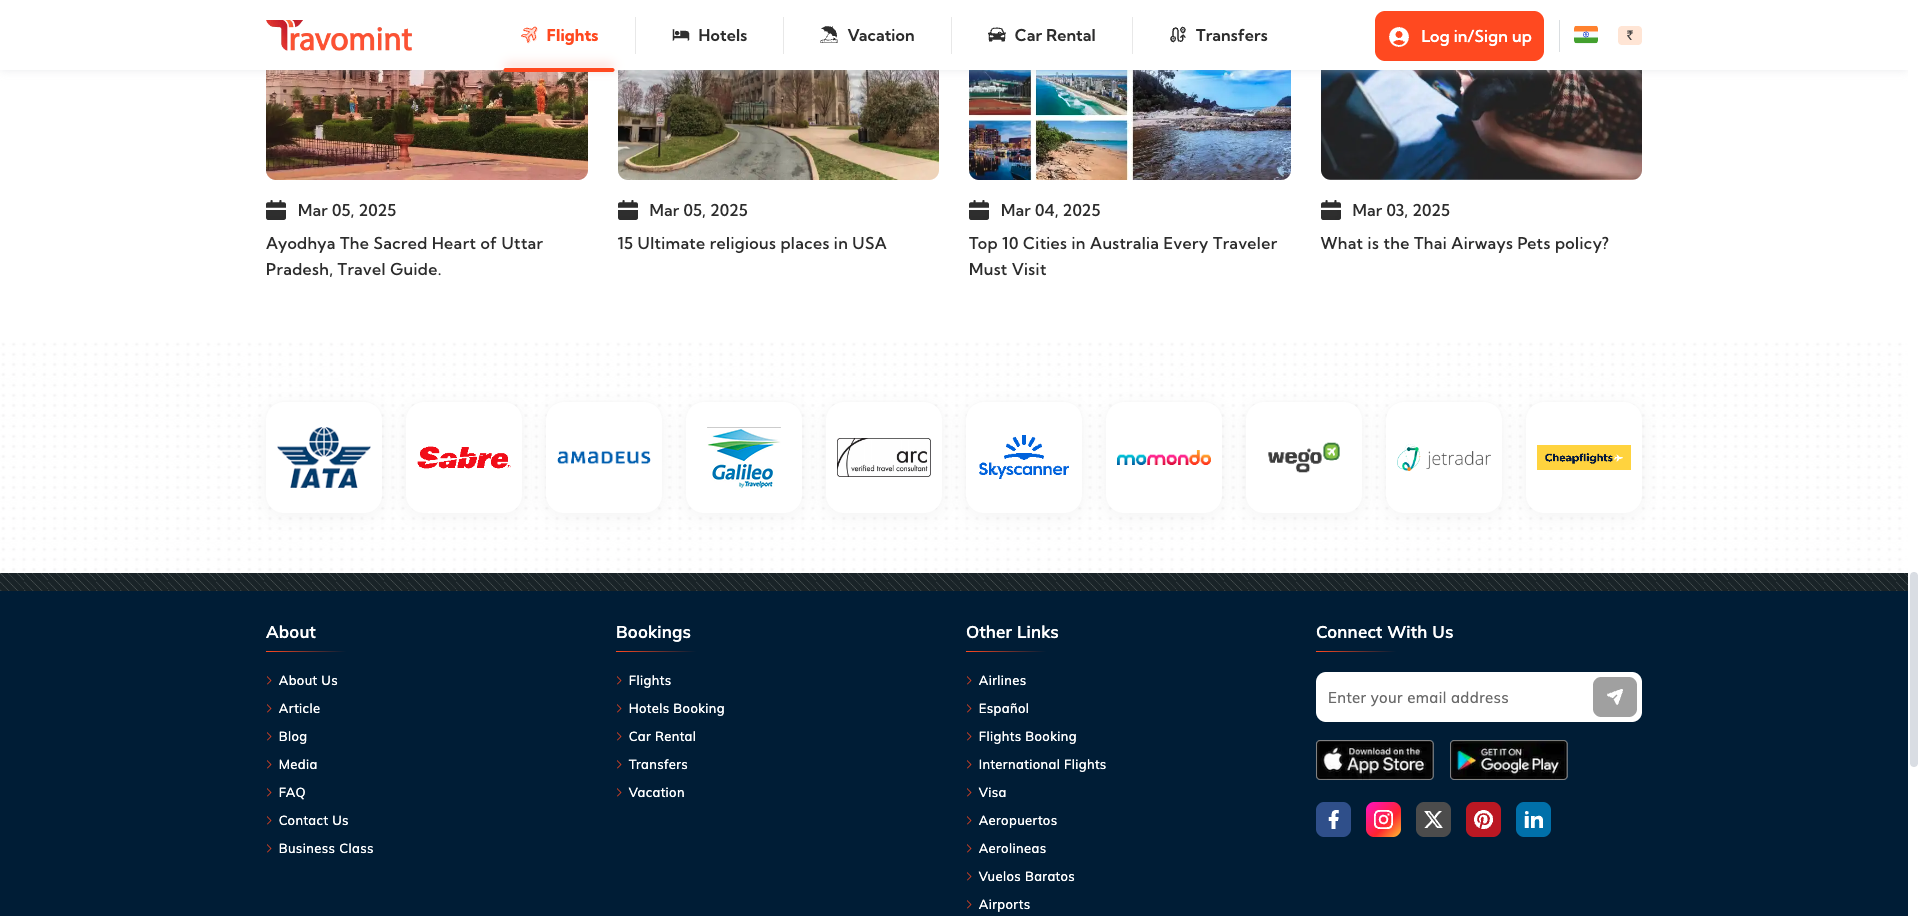 Travomint
Flights
Hotels
Vacation
Car Rental
Transfers
Log in/Sign up
₹
Mar 05, 2025
Ayodhya The Sacred Heart of Uttar
Pradesh, Travel Guide.
Mar 05, 2025
15 Ultimate religious places in USA
Mar 04, 2025
Top 10 Cities in Australia Every Traveler
Must Visit
Mar 03, 2025
What is the Thai Airways Pets policy?
IATA
Sabre
AMADEUS
Galileo
by Travelport
arc
verified travel consultant
Skyscanner
momondo
wego
jetradar
Cheapflights
About
About Us
Article
Blog
Media
FAQ
Contact Us
Business Class
Bookings
Flights
Hotels Booking
Car Rental
Transfers
Vacation
Other Links
Airlines
Español
Flights Booking
International Flights
Visa
Aeropuertos
Aerolineas
Vuelos Baratos
Airports
Connect With Us
Enter your email address
Download on the
App Store
GET IT ON
Google Play